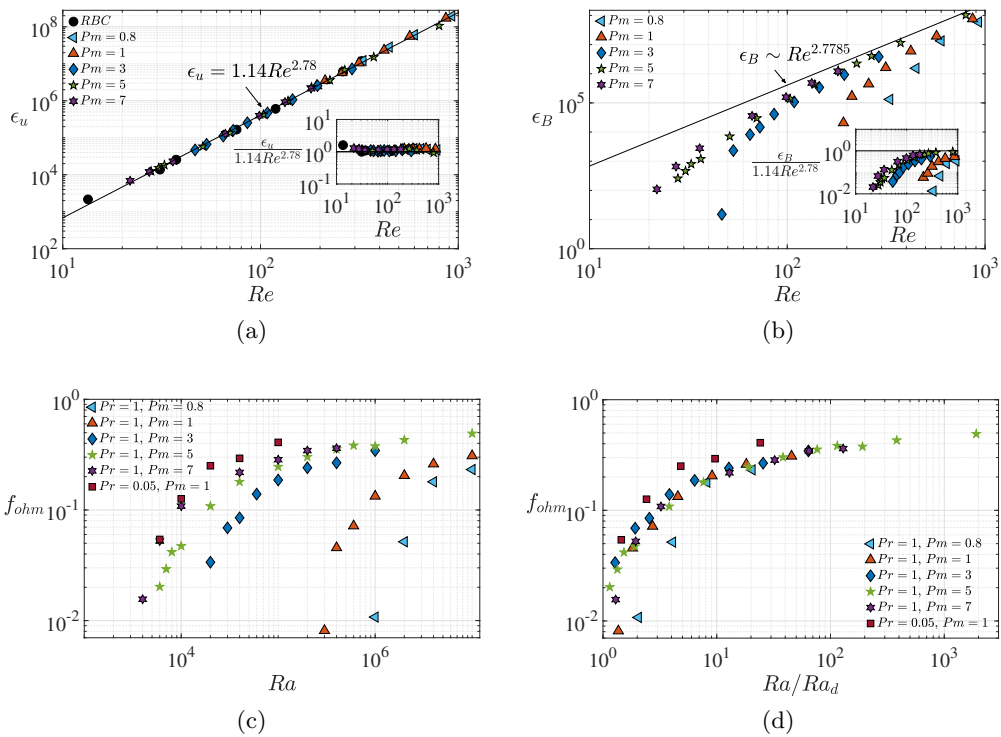 RBC
Pm = 0.8
Pm = 1
Pm = 3
Pm = 5
Pm = 7
ϵ_u = 1.14Re^2.78
ϵ_u
10^8
10^6
10^4
10^2
10^1 10^2 10^3
Re
ϵ_u / 1.14Re^2.78
10^1
10^0
10^-1
10^1 10^2 10^3
Re
(a)
Pm = 0.8
Pm = 1
Pm = 3
Pm = 5
Pm = 7
ϵ_B ∼ Re^2.7785
ϵ_B
10^5
10^0
10^1 10^2 10^3
Re
ϵ_B / 1.14Re^2.78
10^0
10^-2
10^1 10^2 10^3
Re
(b)
Pr = 1, Pm = 0.8
Pr = 1, Pm = 1
Pr = 1, Pm = 3
Pr = 1, Pm = 5
Pr = 1, Pm = 7
Pr = 0.05, Pm = 1
f_ohm
10^0
10^-1
10^-2
10^4 10^6
Ra
(c)
f_ohm
10^0
10^-1
10^-2
Pr = 1, Pm = 0.8
Pr = 1, Pm = 1
Pr = 1, Pm = 3
Pr = 1, Pm = 5
Pr = 1, Pm = 7
Pr = 0.05, Pm = 1
10^0 10^1 10^2 10^3
Ra/Ra_d
(d)